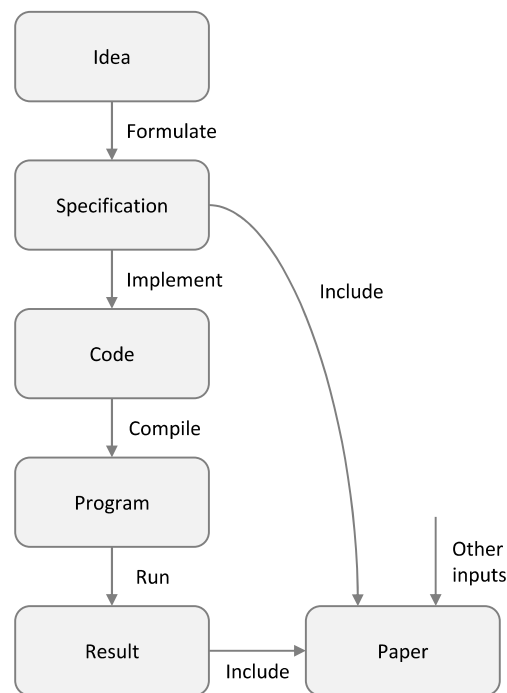 Idea
Formulate
Specification
Implement
Include
Code
Compile
Program
Run
Other
inputs
Result
Include
Paper